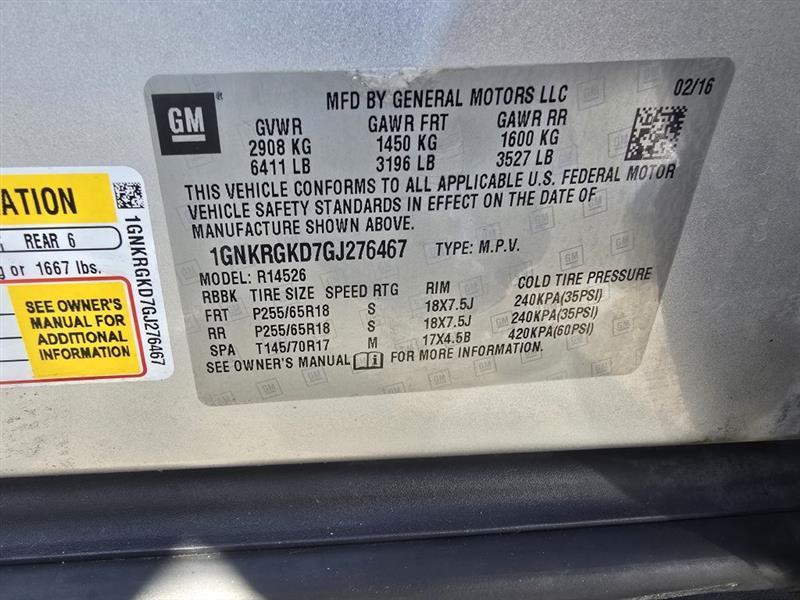 GM
MFD BY GENERAL MOTORS LLC
02/16
GVWR GAWR FRT GAWR RR
2908 KG 1450 KG 1600 KG
6411 LB 3196 LB 3527 LB
THIS VEHICLE CONFORMS TO ALL APPLICABLE U.S. FEDERAL MOTOR
VEHICLE SAFETY STANDARDS IN EFFECT ON THE DATE OF
MANUFACTURE SHOWN ABOVE.
1GNKRGKD7GJ276467 TYPE: M.P.V.
MODEL: R14526
RBBK TIRE SIZE SPEED RTG RIM COLD TIRE PRESSURE
FRT P255/65R18 S 18X7.5J 240KPA(35PSI)
RR P255/65R18 S 18X7.5J 240KPA(35PSI)
SPA T145/70R17 M 17X4.5B 420KPA(60PSI)
SEE OWNER'S MANUAL FOR MORE INFORMATION.
ATION
REAR 6
or 1667 lbs.
SEE OWNER'S
MANUAL FOR
ADDITIONAL
INFORMATION
1GNKRGKD7GJ276467